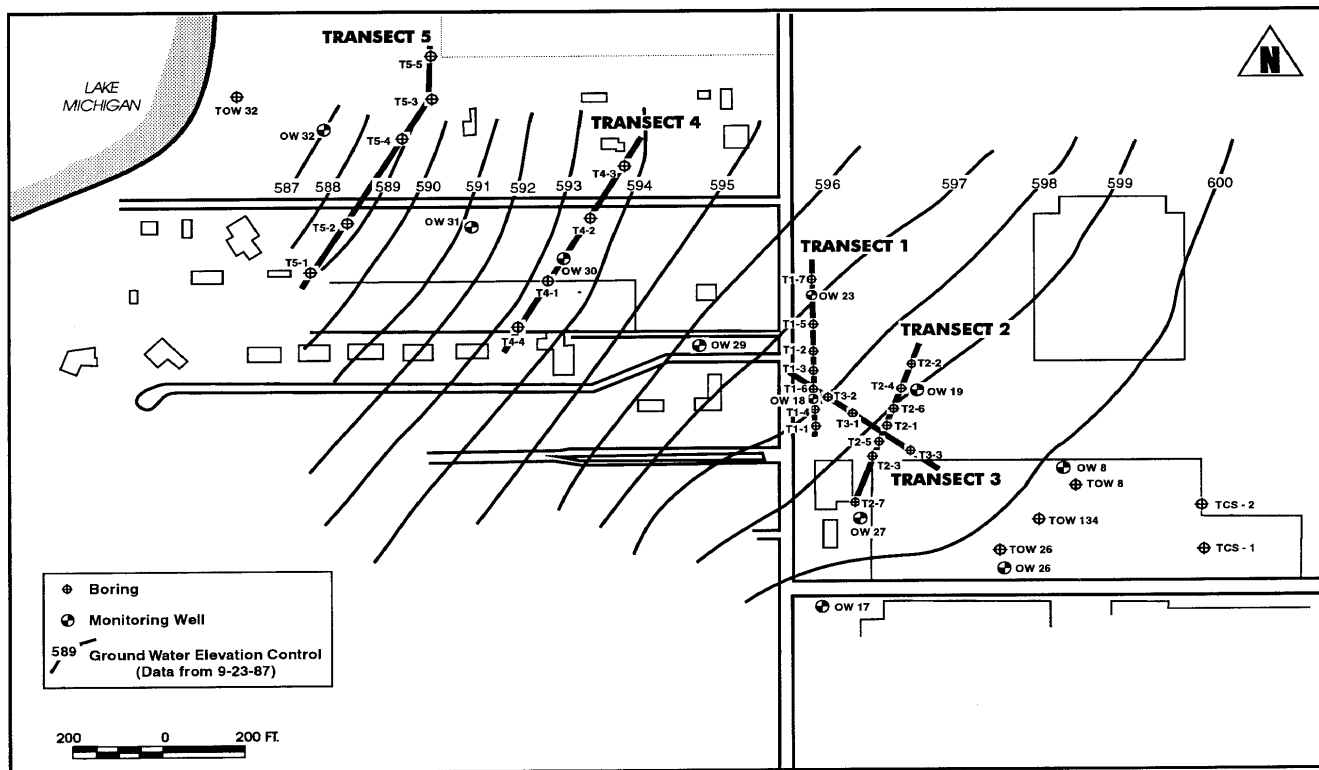 TRANSECT 5
N
T5-5
LAKE
MICHIGAN
TOW 32
T5-3
OW 32
T5-4
TRANSECT 4
T4-3
587
588
589
590
591
592
593
594
595
596
597
598
599
600
T5-2
OW 31
T4-2
T5-1
OW 30
T4-1
TRANSECT 1
T1-7
OW 23
T1-5
T4-4
OW 29
T1-2
TRANSECT 2
T2-2
T1-3
T1-6
T3-2
T2-4
OW 19
OW 18
T1-4
T3-1
T2-6
T1-1
T2-1
T2-5
T2-3
T3-3
TRANSECT 3
OW 8
TOW 8
T2-7
OW 27
TCS - 2
TOW 134
TOW 26
TCS - 1
OW 26
OW 17
Boring
Monitoring Well
589
Ground Water Elevation Control
(Data from 9-23-87)
200 0 200 FT.